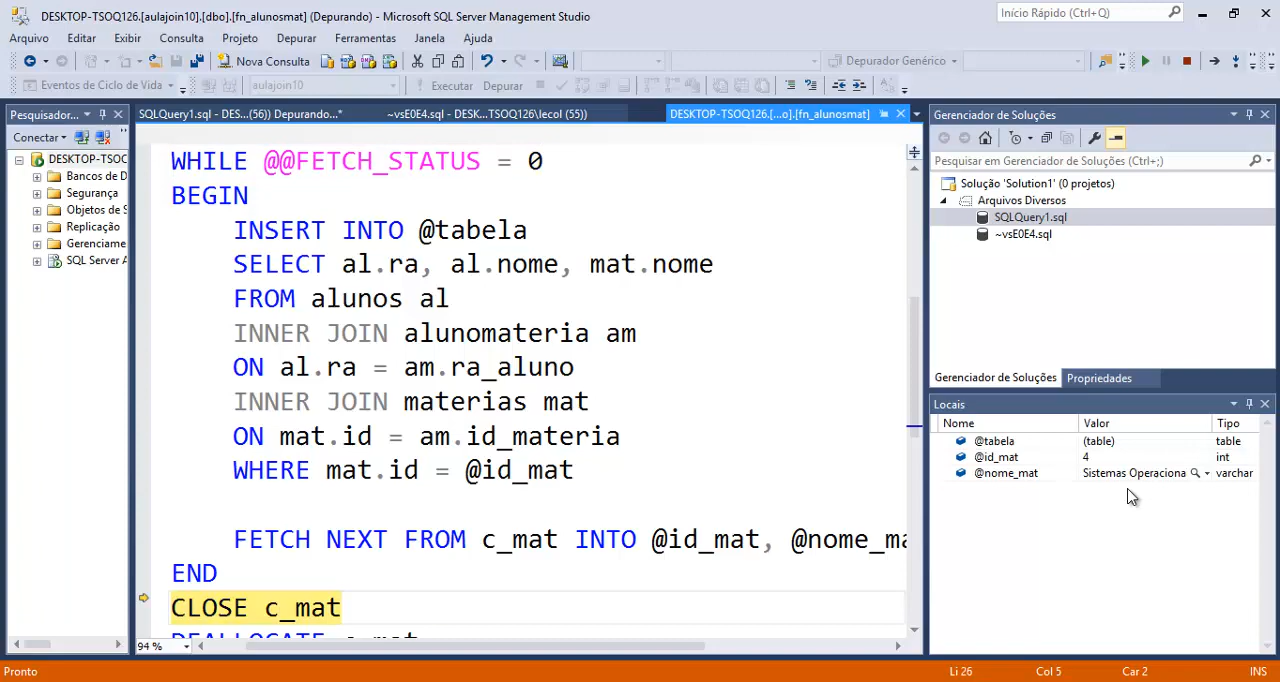 DESKTOP-TSOQ126.[aulajoin10].[dbo].[fn_alunosmat] (Depurando) - Microsoft SQL Server Management Studio
Início Rápido (Ctrl+Q)
Arquivo Editar Exibir Consulta Projeto Depurar Ferramentas Janela Ajuda
Nova Consulta MDX DMX Depurador Genérico
Eventos de Ciclo de Vida aulajoin10 Executar Depurar
Pesquisador...
Conectar
DESKTOP-TSOC
Bancos de D
Segurança
Objetos de S
Replicação
Gerenciame
SQL Server A
SQLQuery1.sql - DES...(56)) Depurando...* ~vsE0E4.sql - DESK...TSOQ126\lecol (55)) DESKTOP-TSOQ126.[...o].[fn_alunosmat]
WHILE @@FETCH_STATUS = 0
BEGIN
INSERT INTO @tabela
SELECT al.ra, al.nome, mat.nome
FROM alunos al
INNER JOIN alunomateria am
ON al.ra = am.ra_aluno
INNER JOIN materias mat
ON mat.id = am.id_materia
WHERE mat.id = @id_mat
FETCH NEXT FROM c_mat INTO @id_mat, @nome_ma
END
CLOSE c_mat
DEALLOCATE c_mat
94 %
Gerenciador de Soluções
Pesquisar em Gerenciador de Soluções (Ctrl+;)
Solução 'Solution1' (0 projetos)
Arquivos Diversos
SQLQuery1.sql
~vsE0E4.sql
Gerenciador de Soluções Propriedades
Locais
Nome Valor Tipo
@tabela (table) table
@id_mat 4 int
@nome_mat Sistemas Operaciona varchar
Pronto Li 26 Col 5 Car 2 INS